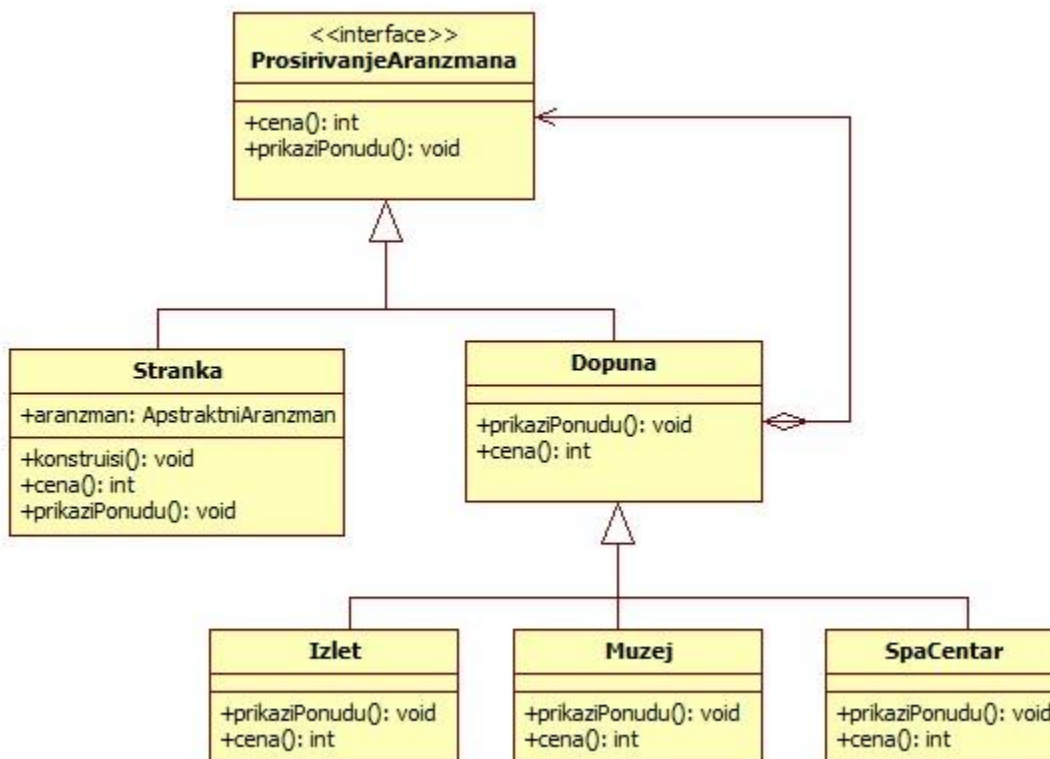 <<interface>>
ProsirivanjeAranzmana
+cena(): int
+prikaziPonudu(): void
Stranka
+aranzman: ApstraktniAranzman
+konstruisi(): void
+cena(): int
+prikaziPonudu(): void
Dopuna
+prikaziPonudu(): void
+cena(): int
Izlet
+prikaziPonudu(): void
+cena(): int
Muzej
+prikaziPonudu(): void
+cena(): int
SpaCentar
+prikaziPonudu(): void
+cena(): int